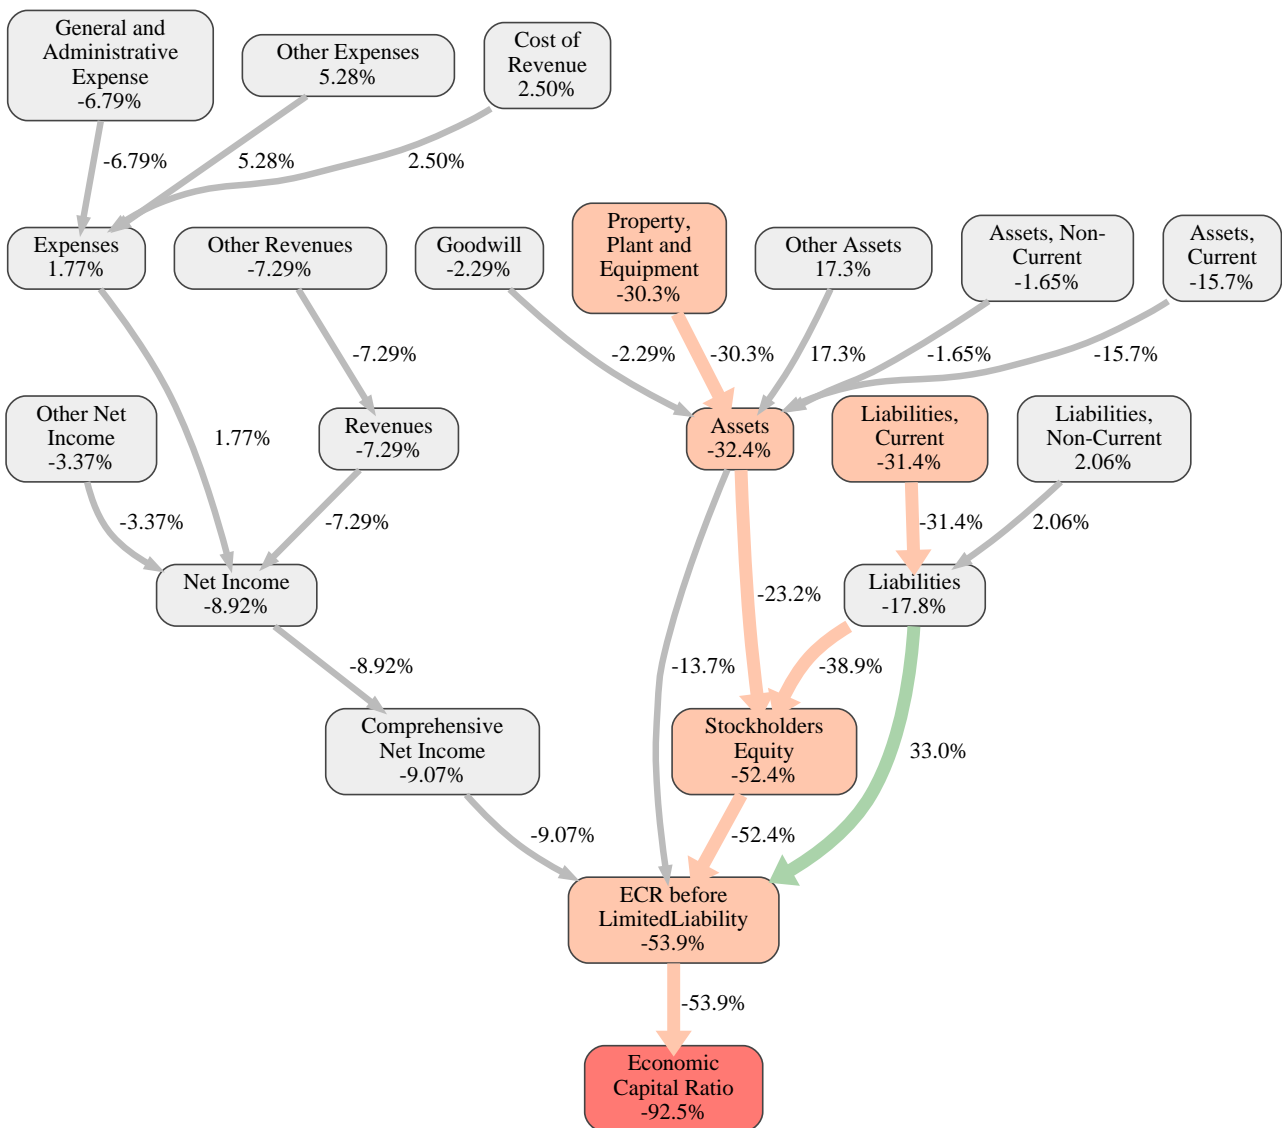 General and
Administrative
Expense
-6.79%
Other Expenses
5.28%
Cost of
Revenue
2.50%
-6.79%
5.28%
2.50%
Expenses
1.77%
Other Revenues
-7.29%
Goodwill
-2.29%
Property,
Plant and
Equipment
-30.3%
Other Assets
17.3%
Assets, Non-
Current
-1.65%
Assets,
Current
-15.7%
-7.29%
-2.29%
-30.3%
17.3%
-1.65%
-15.7%
Other Net
Income
-3.37%
1.77%
Revenues
-7.29%
Assets
-32.4%
Liabilities,
Current
-31.4%
Liabilities,
Non-Current
2.06%
-3.37%
-7.29%
-31.4%
2.06%
Net Income
-8.92%
-23.2%
Liabilities
-17.8%
-8.92%
-13.7%
-38.9%
Comprehensive
Net Income
-9.07%
Stockholders
Equity
-52.4%
33.0%
-9.07%
-52.4%
ECR before
LimitedLiability
-53.9%
-53.9%
Economic
Capital Ratio
-92.5%